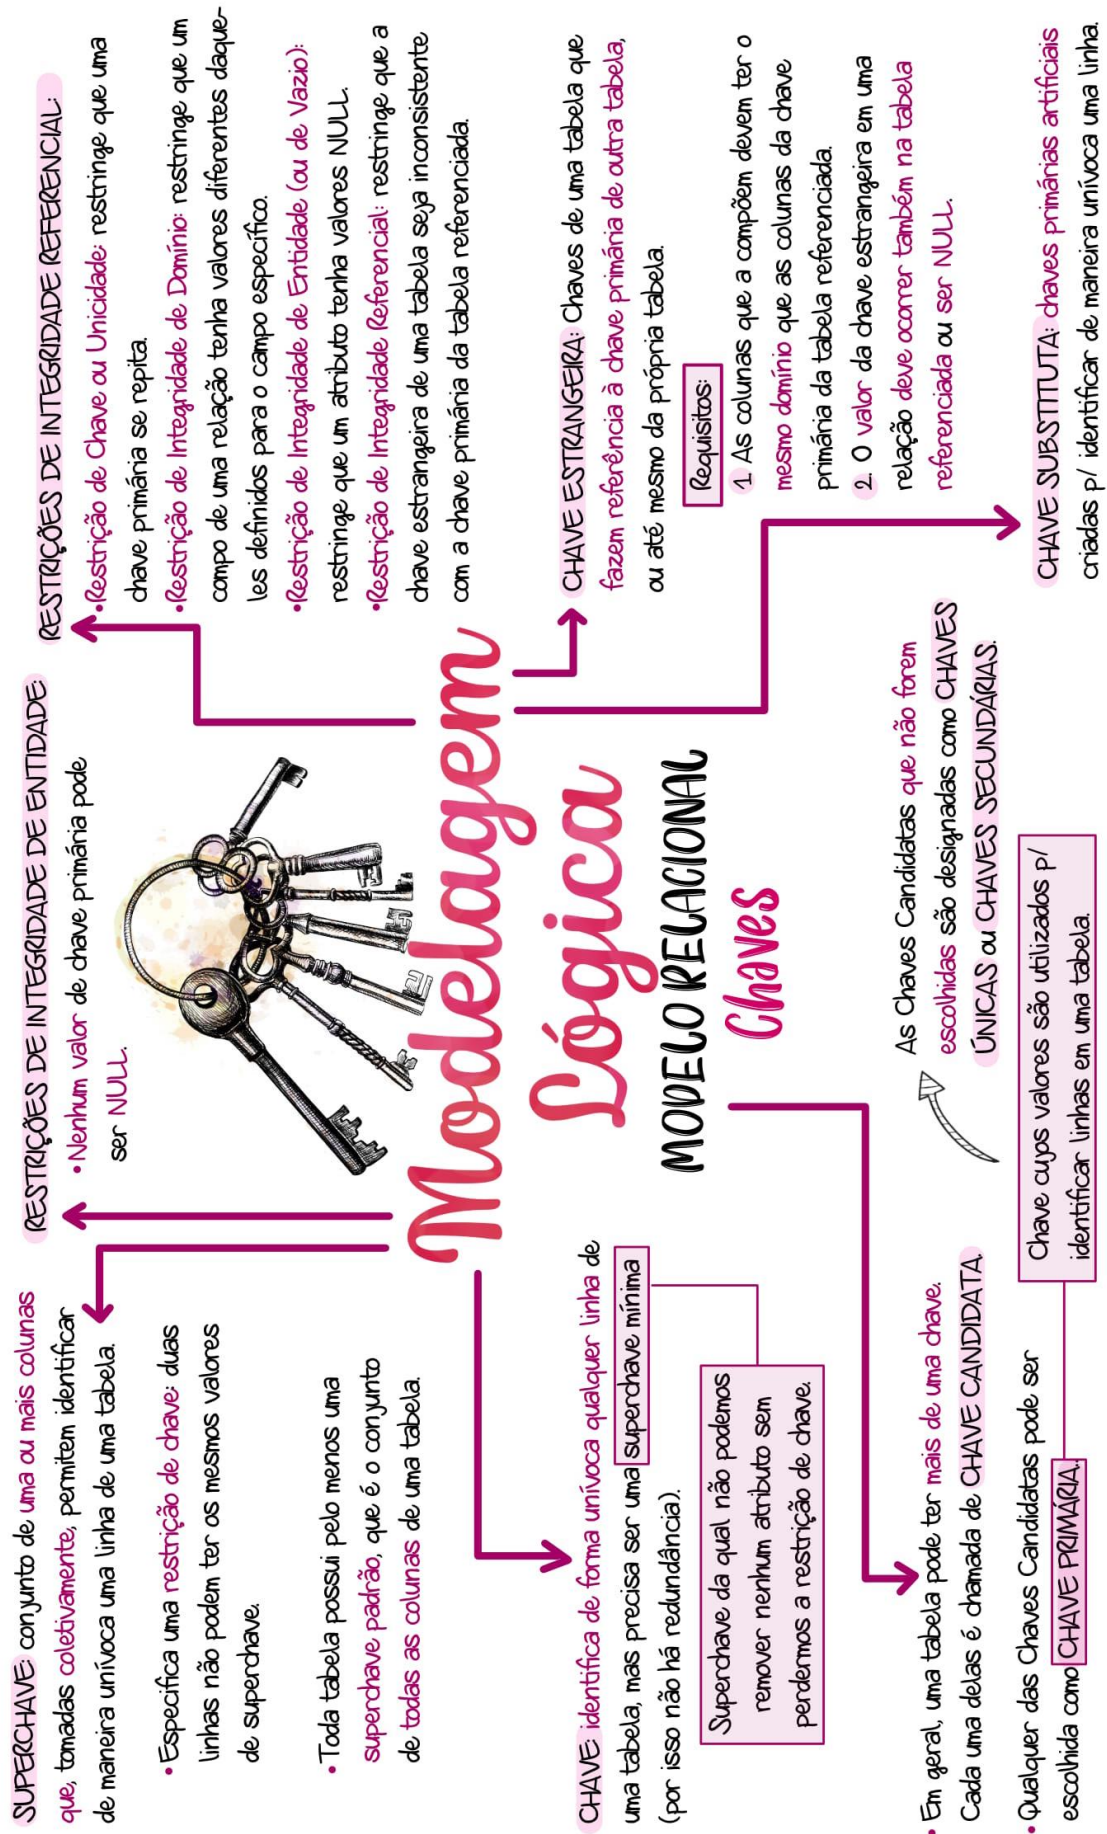 SUPERCHAVE: conjunto de uma ou mais colunas
que, tomadas coletivamente, permitem identificar
de maneira unívoca uma linha de uma tabela.
• Especifica uma restrição de chave: duas
linhas não podem ter os mesmos valores
de superchave.
• Toda tabela possui pelo menos uma
superchave padrão, que é o conjunto
de todas as colunas de uma tabela.
RESTRIÇÕES DE INTEGRIDADE DE ENTIDADE:
• Nenhum valor de chave primária pode
ser NULL.
RESTRIÇÕES DE INTEGRIDADE REFERENCIAL:
•Restrição de Chave ou Unicidade: restringe que uma
chave primária se repita.
•Restrição de Integridade de Domínio: restringe que um
campo de uma relação tenha valores diferentes daque-
les definidos para o campo específico.
•Restrição de Integridade de Entidade (ou de Vazio):
restringe que um atributo tenha valores NULL.
•Restrição de Integridade Referencial: restringe que a
chave estrangeira de uma tabela seja inconsistente
com a chave primária da tabela referenciada.
Modelagem
Lógica
MODELO RELACIONAL
Chaves
CHAVE: identifica de forma unívoca qualquer linha de
uma tabela, mas precisa ser uma superchave mínima
(por isso não há redundância).
Superchave da qual não podemos
remover nenhum atributo sem
perdermos a restrição de chave.
CHAVE ESTRANGEIRA: Chaves de uma tabela que
fazem referência à chave primária de outra tabela,
ou até mesmo da própria tabela.
Requisitos:
1. As colunas que a compõem devem ter o
mesmo domínio que as colunas da chave
primária da tabela referenciada.
2. O valor da chave estrangeira em uma
relação deve ocorrer também na tabela
referenciada ou ser NULL.
• Em geral, uma tabela pode ter mais de uma chave.
Cada uma delas é chamada de CHAVE CANDIDATA.
• Qualquer das Chaves Candidatas pode ser
escolhida como CHAVE PRIMÁRIA.
As Chaves Candidatas que não forem
escolhidas são designadas como CHAVES
ÚNICAS ou CHAVES SECUNDÁRIAS.
Chave cujos valores são utilizados p/
identificar linhas em uma tabela.
CHAVE SUBSTITUTA: chaves primárias artificiais
criadas p/ identificar de maneira unívoca uma linha.